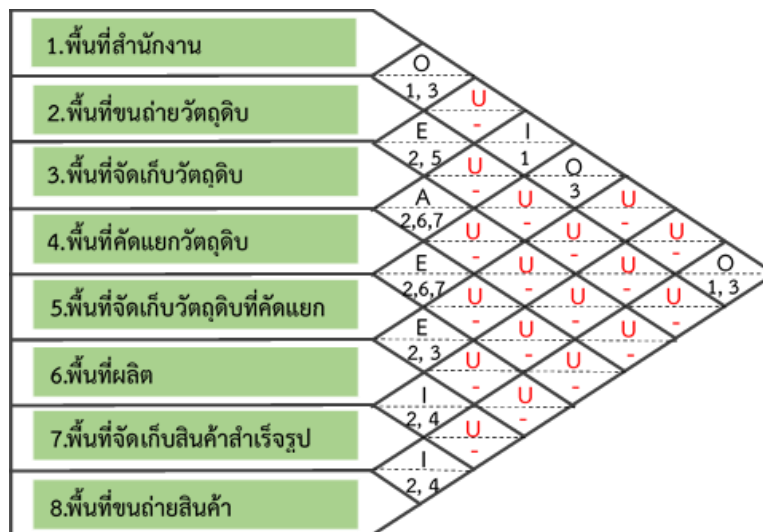 1.พื้นที่สำนักงาน
O
1, 3
U
-
2.พื้นที่ขนถ่ายวัตถุดิบ
I
1
E
2, 5
U
-
O
3
3.พื้นที่จัดเก็บวัตถุดิบ
A
2,6,7
U
-
U
-
4.พื้นที่คัดแยกวัตถุดิบ
U
-
U
-
U
-
E
2,6,7
U
-
U
-
O
1, 3
5.พื้นที่จัดเก็บวัตถุดิบที่คัดแยก
U
-
U
-
U
-
E
2, 3
U
-
U
-
6.พื้นที่ผลิต
U
-
U
-
I
2, 4
U
-
7.พื้นที่จัดเก็บสินค้าสำเร็จรูป
U
-
I
2, 4
8.พื้นที่ขนถ่ายสินค้า